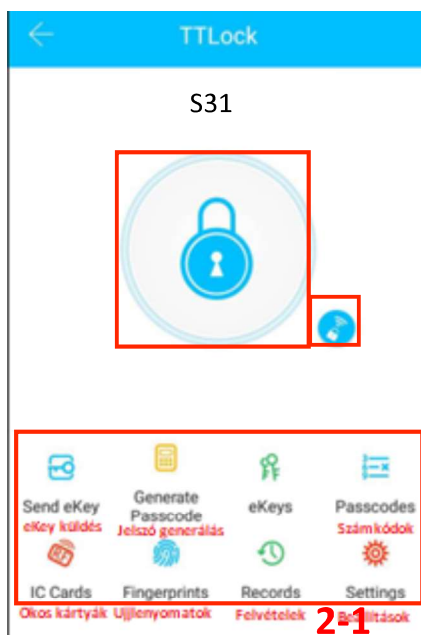 TTLock
S31
Send eKey
Generate
Passcode
eKeys
Passcodes
eKey küldés
Jelszó generálás
Számkódok
IC Cards
Fingerprints
Records
Settings
Okos kártyák
Ujjlenyomatok
Felvételek
2-1